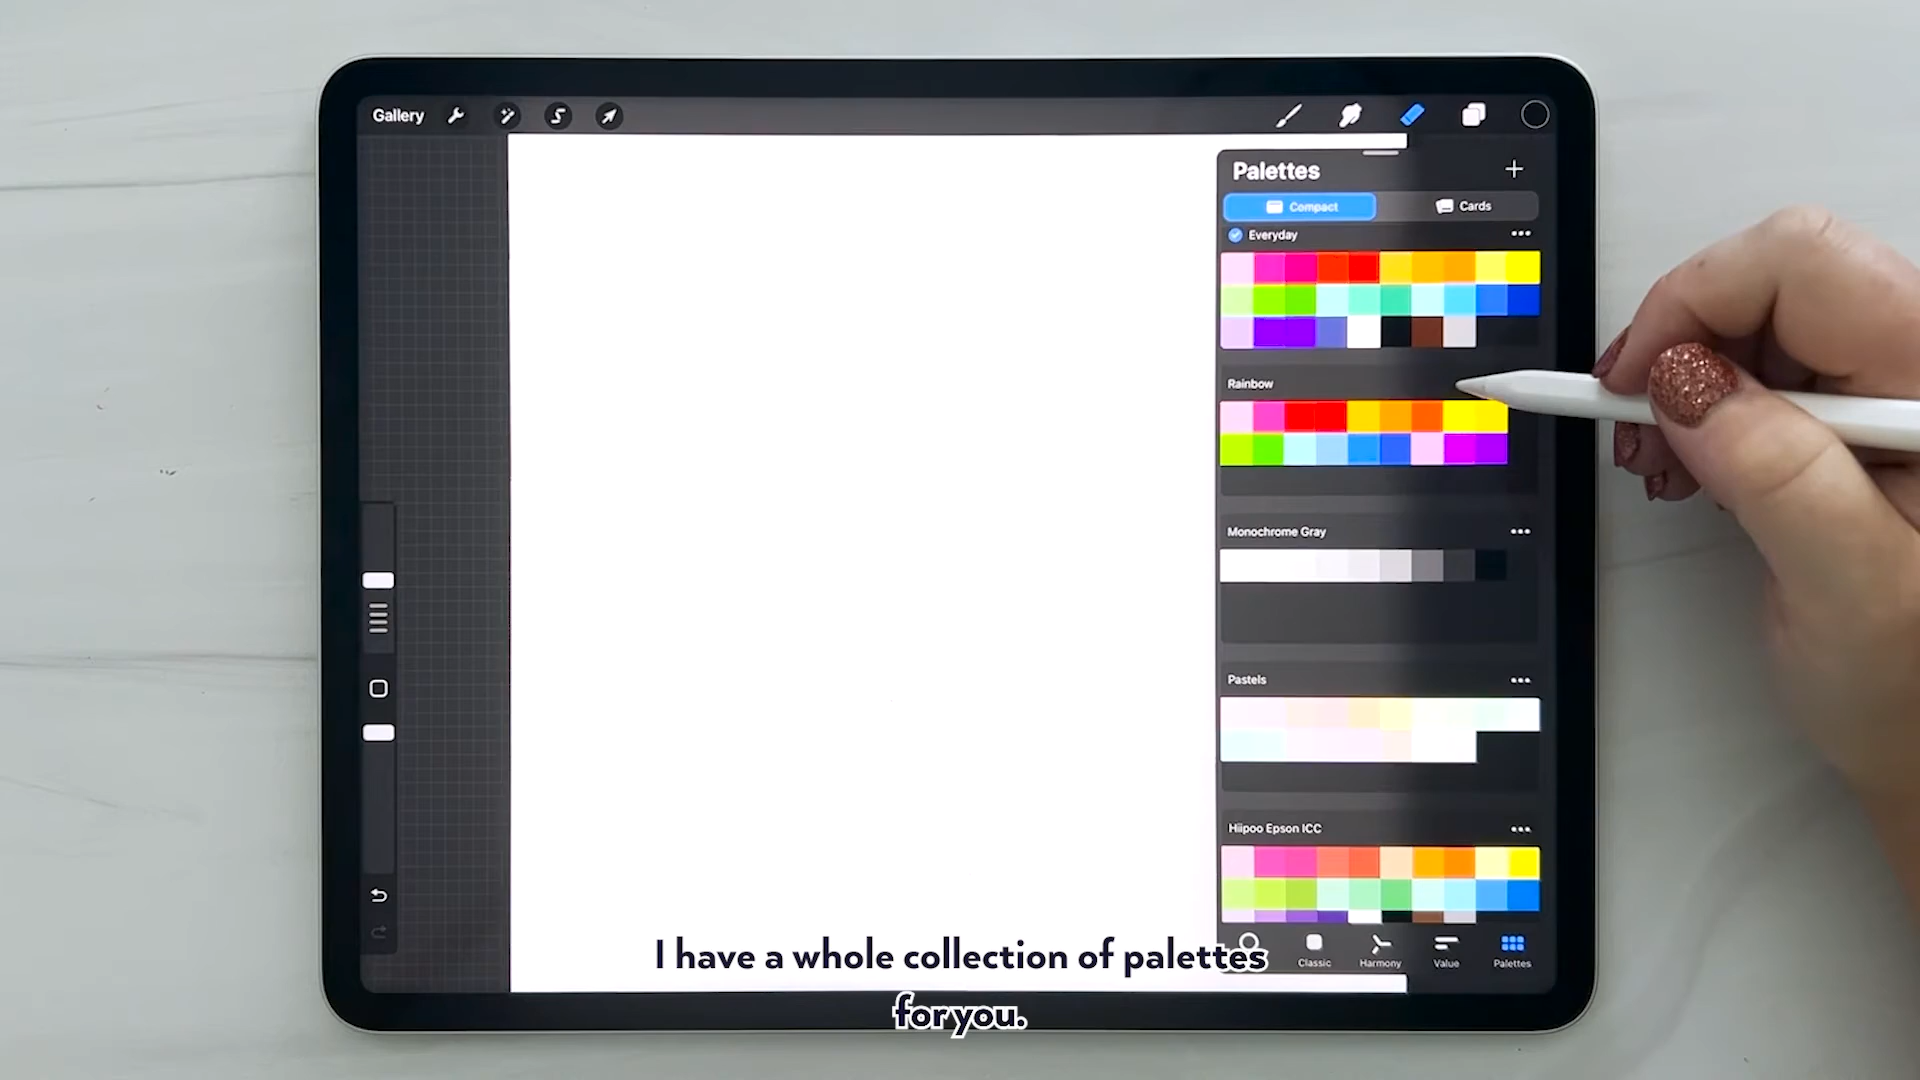 Gallery
Palettes
Compact
Cards
Everyday
Rainbow
Monochrome Gray
Pastels
Hiipoo Epson ICC
Classic
Harmony
Value
Palettes
I have a whole collection of palettes
for you.